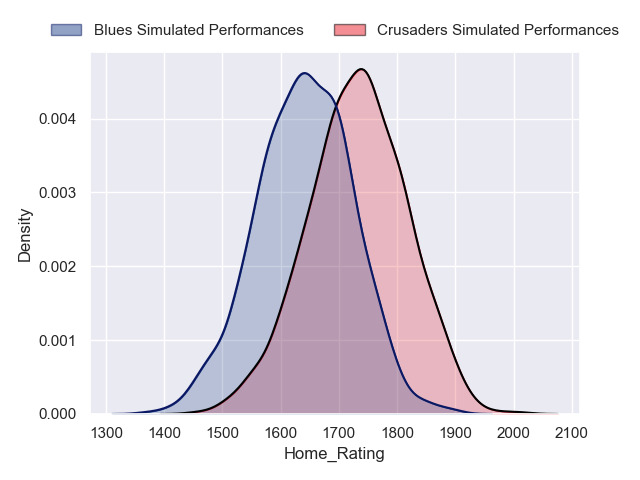 Blues Simulated Performances
Crusaders Simulated Performances
Density
0.004
0.003
0.002
0.001
0.000
1300 1400 1500 1600 1700 1800 1900 2000 2100
Home_Rating